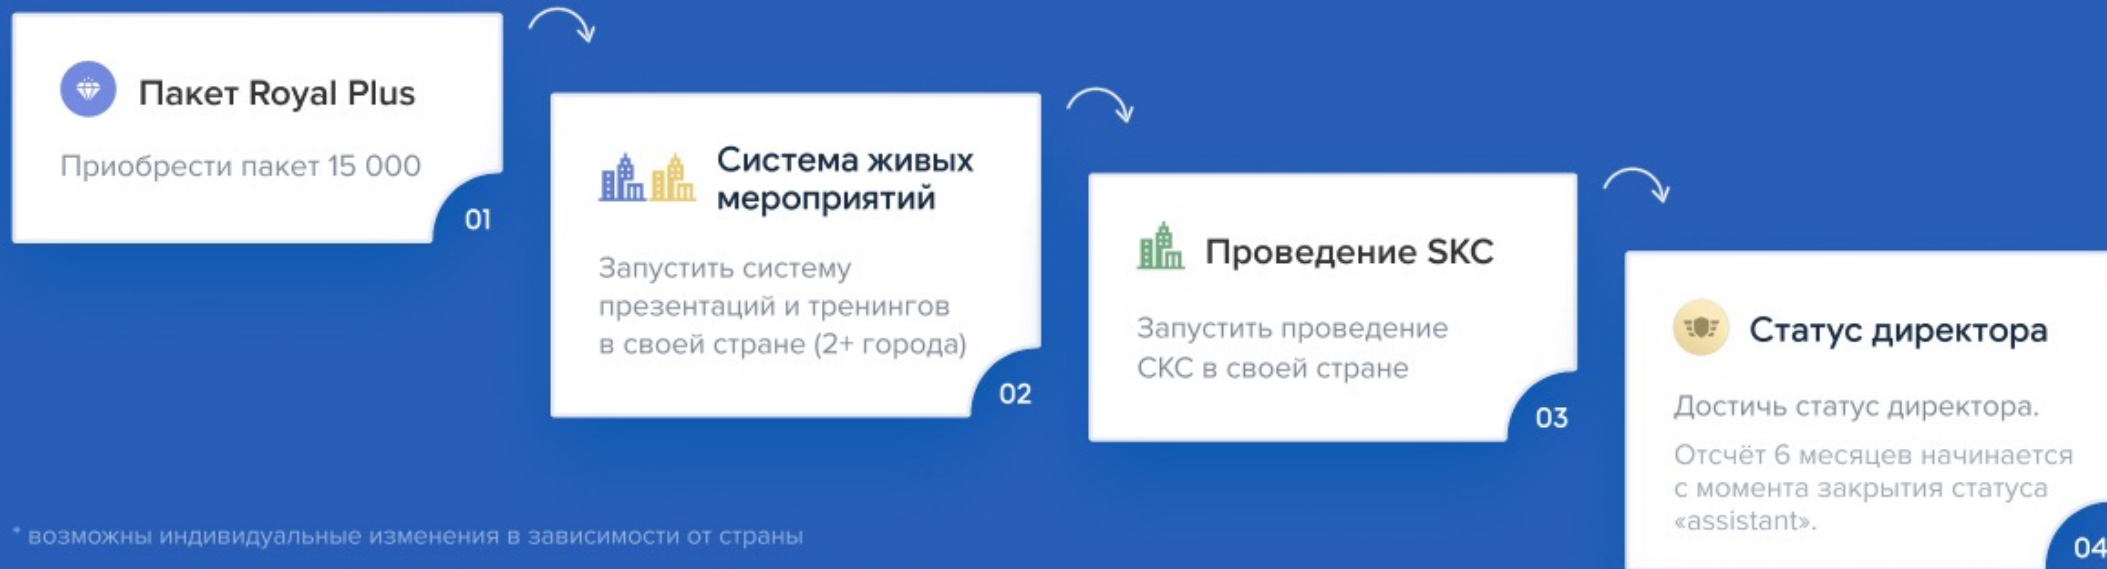 Пакет Royal Plus
Приобрести пакет 15 000
01
Система живых
мероприятий
Запустить систему
презентаций и тренингов
в своей стране (2+ города)
02
Проведение SKC
Запустить проведение
СКС в своей стране
03
Статус директора
Достичь статус директора.
Отсчёт 6 месяцев начинается
с момента закрытия статуса
«assistant».
04
* возможны индивидуальные изменения в зависимости от страны